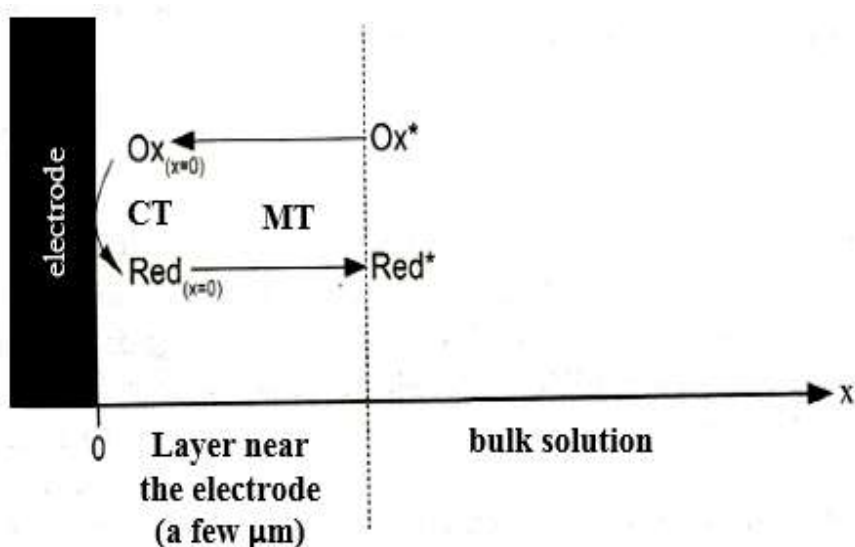 electrode
Ox(x=0)
Ox*
CT
MT
Red(x=0)
Red*
x
0
Layer near
the electrode
(a few μm)
bulk solution